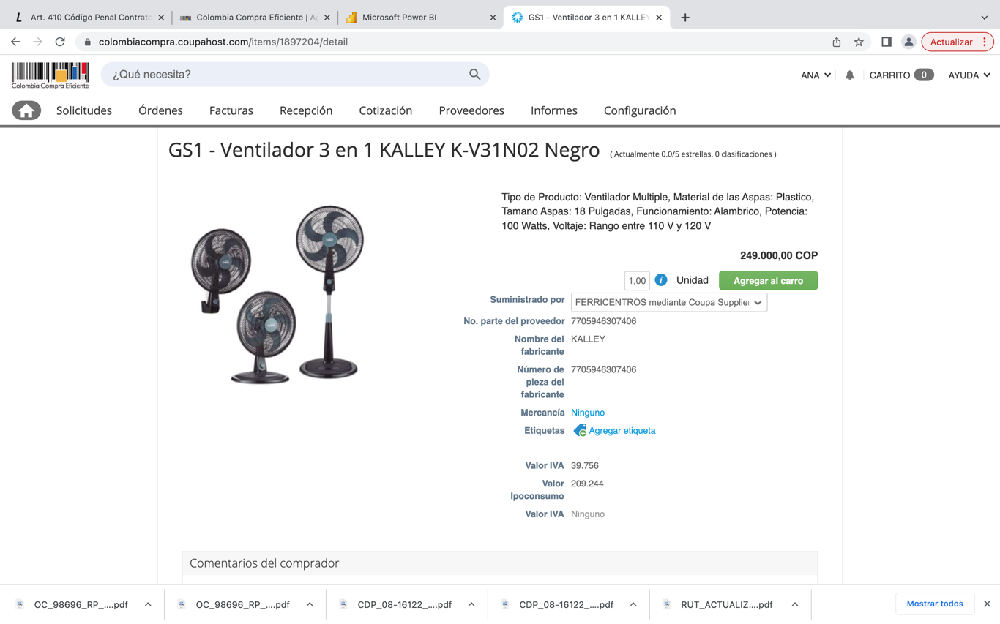 Art. 410 Código Penal Contrato
Colombia Compra Eficiente | A
Microsoft Power BI
GS1 - Ventilador 3 en 1 KALLEY
colombiacompra.coupahost.com/items/1897204/detail
Actualizar
Colombia Compra Eficiente
¿Qué necesita?
ANA
CARRITO 0
AYUDA
Solicitudes Órdenes Facturas Recepción Cotización Proveedores Informes Configuración
GS1 - Ventilador 3 en 1 KALLEY K-V31N02 Negro ( Actualmente 0.0/5 estrellas. 0 clasificaciones )
Tipo de Producto: Ventilador Multiple, Material de las Aspas: Plastico,
Tamano Aspas: 18 Pulgadas, Funcionamiento: Alambrico, Potencia:
100 Watts, Voltaje: Rango entre 110 V y 120 V
249.000,00 COP
1,00 i Unidad Agregar al carro
Suministrado por FERRICENTROS mediante Coupa Supplier
No. parte del proveedor 7705946307406
Nombre del KALLEY
fabricante
Número de 7705946307406
pieza del
fabricante
Mercancía Ninguno
Etiquetas Agregar etiqueta
Valor IVA 39.756
Valor 209.244
Ipoconsumo
Valor IVA Ninguno
Comentarios del comprador
OC_98696_RP_....pdf
OC_98696_RP_....pdf
CDP_08-16122_....pdf
CDP_08-16122_....pdf
RUT_ACTUALIZ....pdf
Mostrar todos